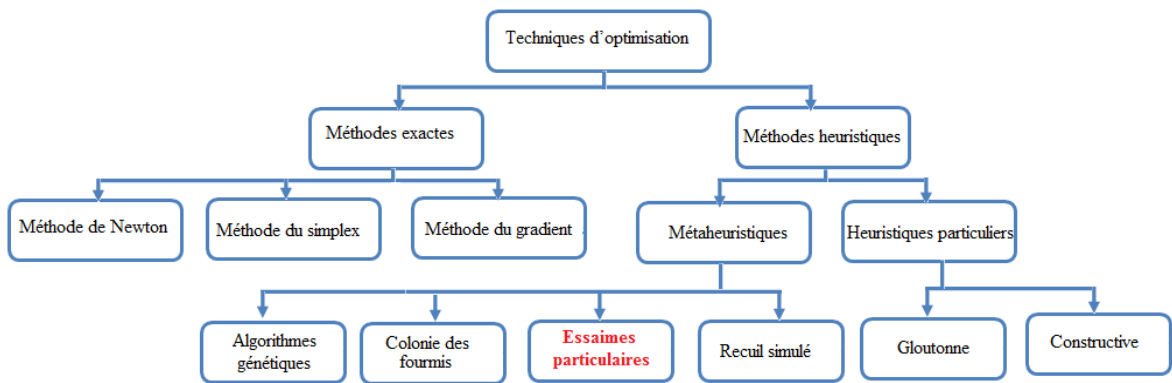 Techniques d’optimisation
Méthodes exactes
Méthodes heuristiques
Méthode de Newton
Méthode du simplex
Méthode du gradient
Métaheuristiques
Heuristiques particuliers
Algorithmes
génétiques
Colonie des
fourmis
Essaimes
particulaires
Recuil simulé
Gloutonne
Constructive